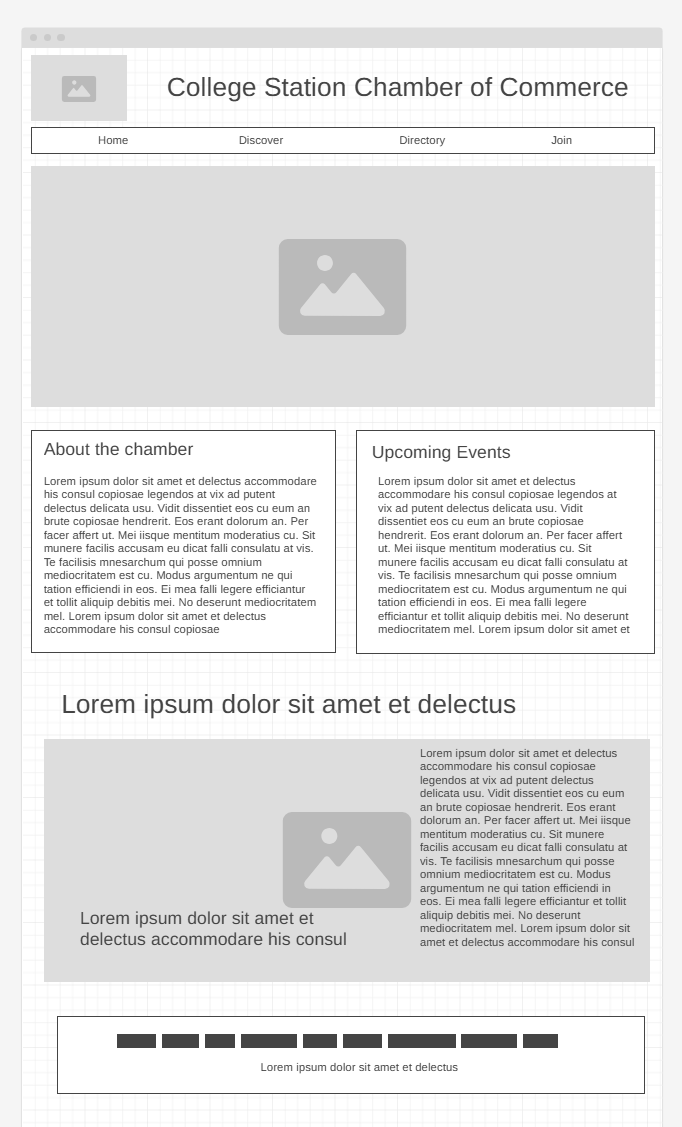 College Station Chamber of Commerce
Home Discover Directory Join
About the chamber
Lorem ipsum dolor sit amet et delectus accommodare
his consul copiosae legendos at vix ad putent
delectus delicata usu. Vidit dissentiet eos cu eum an
brute copiosae hendrerit. Eos erant dolorum an. Per
facer affert ut. Mei iisque mentitum moderatius cu. Sit
munere facilis accusam eu dicat falli consulatu at vis.
Te facilisis mnesarchum qui posse omnium
mediocritatem est cu. Modus argumentum ne qui
tation efficiendi in eos. Ei mea falli legere efficiantur
et tollit aliquip debitis mei. No deserunt mediocritatem
mel. Lorem ipsum dolor sit amet et delectus
accommodare his consul copiosae
Upcoming Events
Lorem ipsum dolor sit amet et delectus
accommodare his consul copiosae legendos at
vix ad putent delectus delicata usu. Vidit
dissentiet eos cu eum an brute copiosae
hendrerit. Eos erant dolorum an. Per facer affert
ut. Mei iisque mentitum moderatius cu. Sit
munere facilis accusam eu dicat falli consulatu at
vis. Te facilisis mnesarchum qui posse omnium
mediocritatem est cu. Modus argumentum ne qui
tation efficiendi in eos. Ei mea falli legere
efficiantur et tollit aliquip debitis mei. No deserunt
mediocritatem mel. Lorem ipsum dolor sit amet et
Lorem ipsum dolor sit amet et delectus
Lorem ipsum dolor sit amet et
delectus accommodare his consul
Lorem ipsum dolor sit amet et delectus
accommodare his consul copiosae
legendos at vix ad putent delectus
delicata usu. Vidit dissentiet eos cu eum
an brute copiosae hendrerit. Eos erant
dolorum an. Per facer affert ut. Mei iisque
mentitum moderatius cu. Sit munere
facilis accusam eu dicat falli consulatu at
vis. Te facilisis mnesarchum qui posse
omnium mediocritatem est cu. Modus
argumentum ne qui tation efficiendi in
eos. Ei mea falli legere efficiantur et tollit
aliquip debitis mei. No deserunt
mediocritatem mel. Lorem ipsum dolor sit
amet et delectus accommodare his consul
Lorem ipsum dolor sit amet et delectus